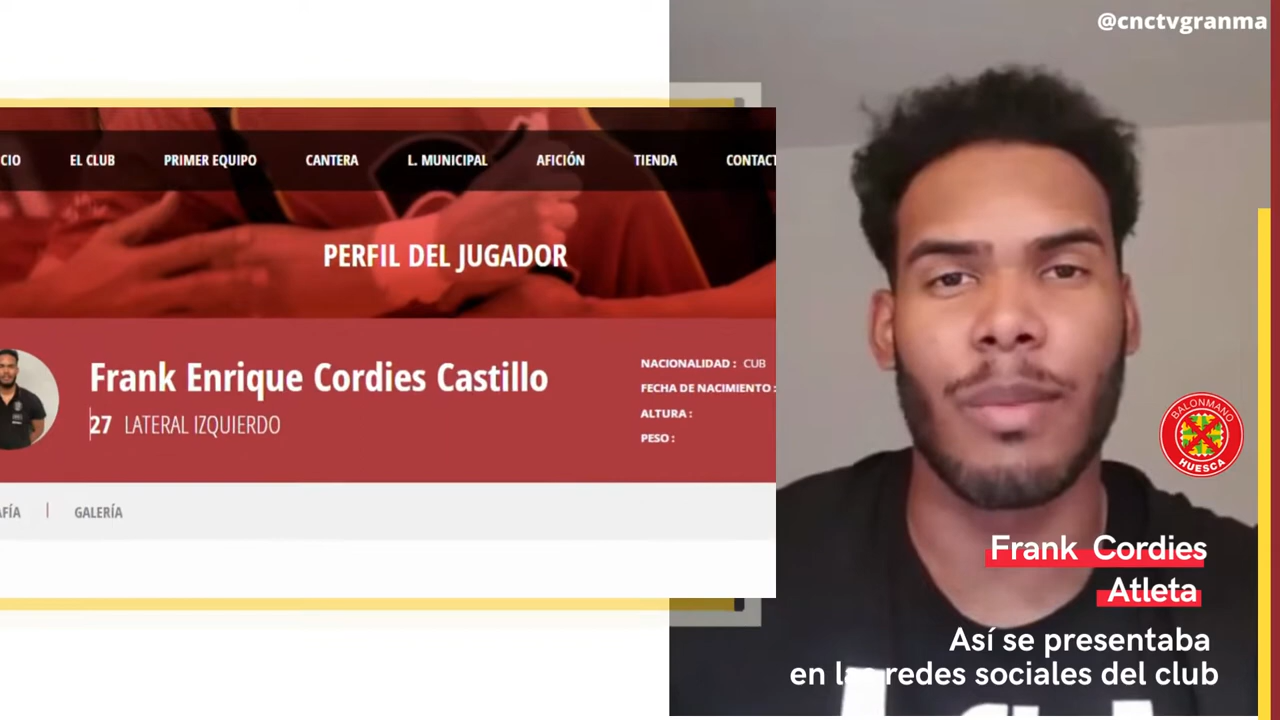 @cnctvgranma
CIO EL CLUB PRIMER EQUIPO CANTERA L. MUNICIPAL AFICIÓN TIENDA CONTACT
PERFIL DEL JUGADOR
Frank Enrique Cordies Castillo
27 LATERAL IZQUIERDO
NACIONALIDAD : CUB
FECHA DE NACIMIENTO :
ALTURA :
PESO :
AFÍA | GALERÍA
BALONMANO
HUESCA
Frank Cordies
Atleta
Así se presentaba
en las redes sociales del club